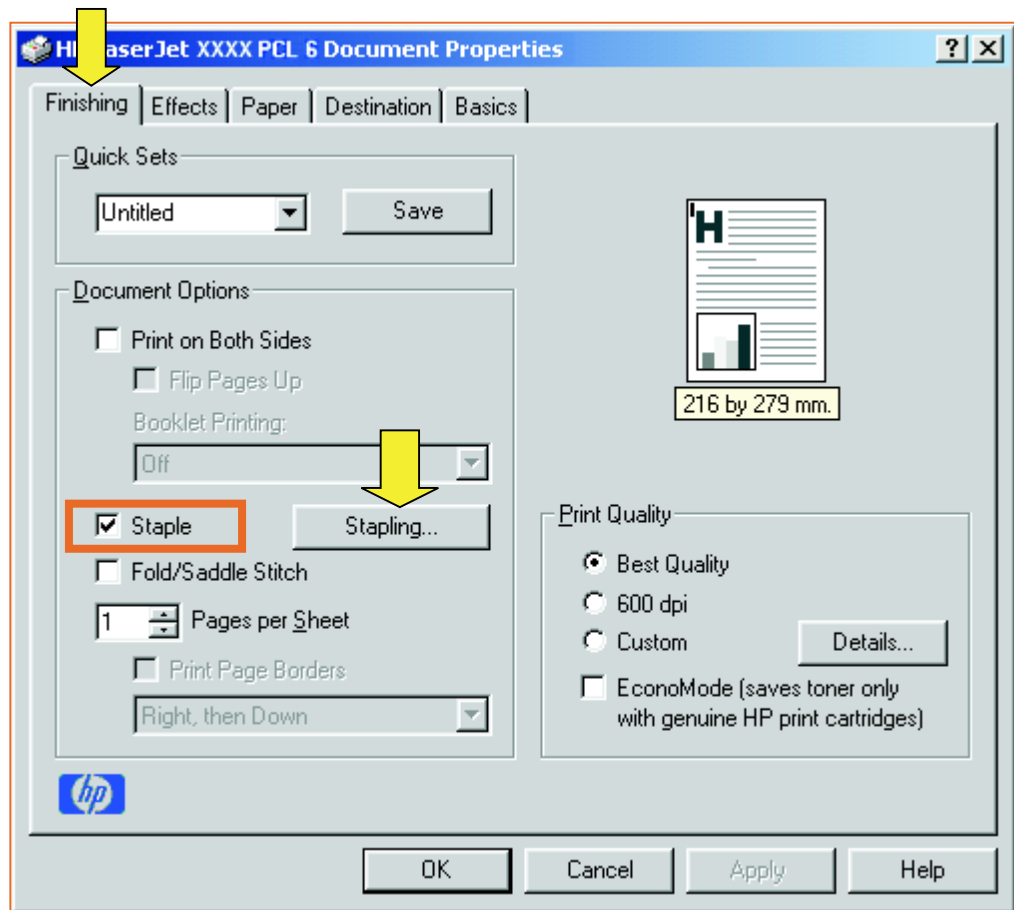 HP LaserJet XXXX PCL 6 Document Properties
Finishing Effects Paper Destination Basics
Quick Sets
Untitled Save
H
216 by 279 mm.
Document Options
Print on Both Sides
Flip Pages Up
Booklet Printing:
Off
Staple Stapling...
Fold/Saddle Stitch
1 Pages per Sheet
Print Page Borders
Right, then Down
Print Quality
Best Quality
600 dpi
Custom Details...
EconoMode (saves toner only
with genuine HP print cartridges)
hp
OK Cancel Apply Help